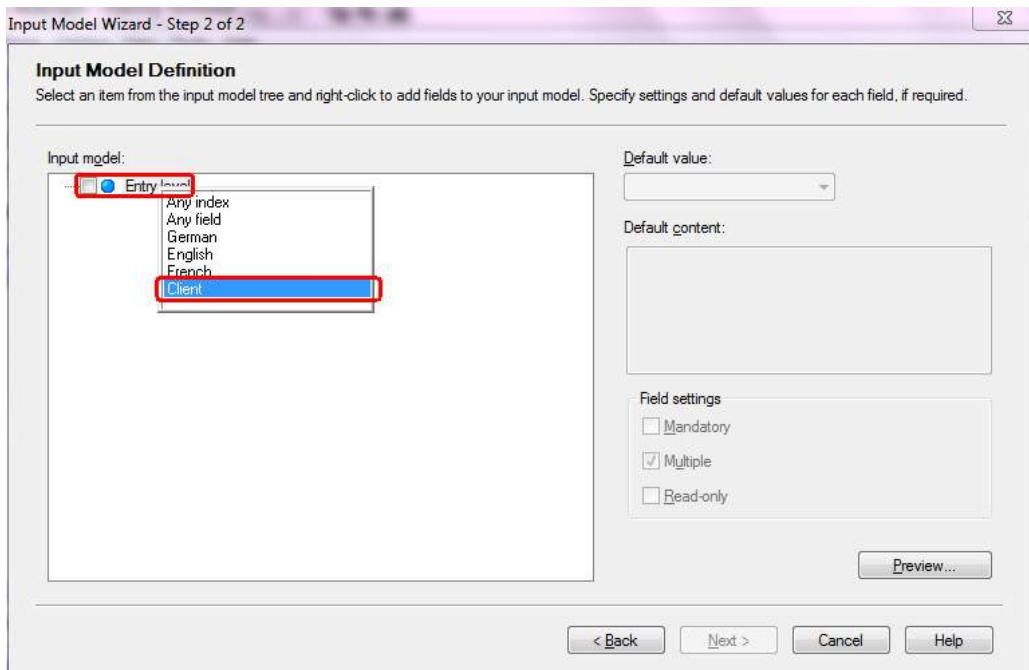 Input Model Wizard - Step 2 of 2
Input Model Definition
Select an item from the input model tree and right-click to add fields to your input model. Specify settings and default values for each field, if required.
Input model:
Entry level
Any index
Any field
German
English
French
Client
Default value:
Default content:
Field settings
Mandatory
Multiple
Read-only
Preview...
< Back
Next >
Cancel
Help